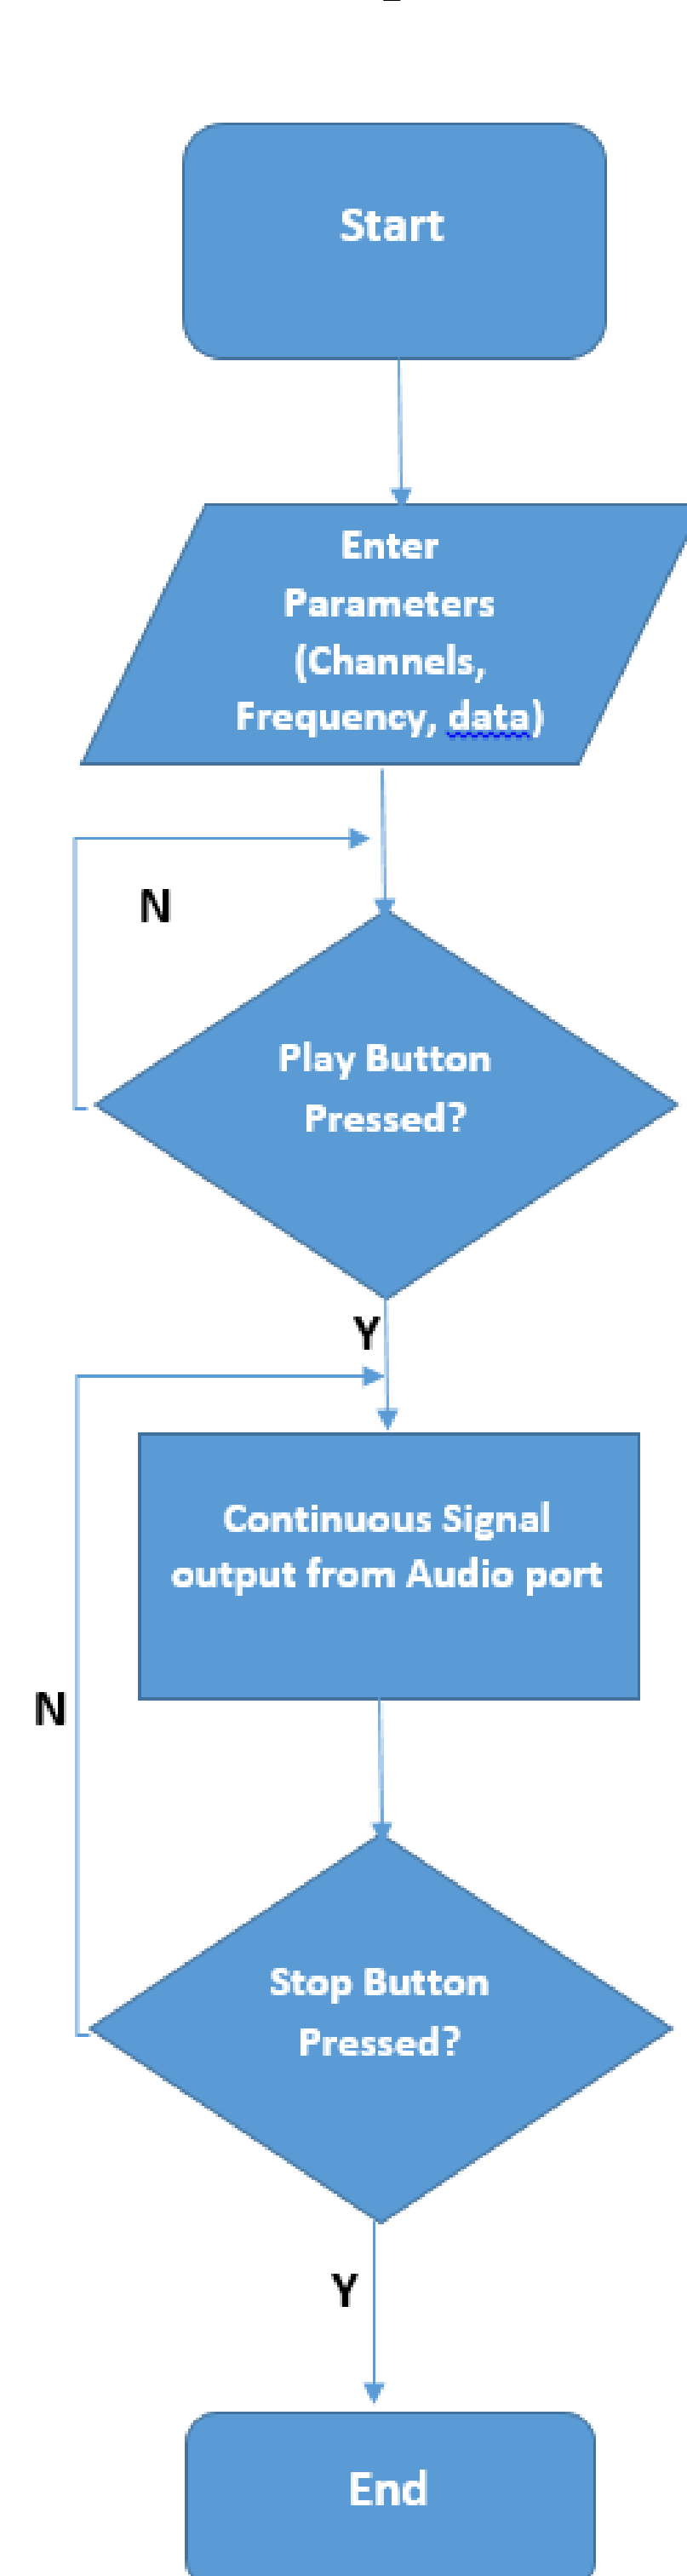 Start
Enter
Parameters
(Channels,
Frequency, data)
N
Play Button
Pressed?
Y
Continuous Signal
output from Audio port
N
Stop Button
Pressed?
Y
End